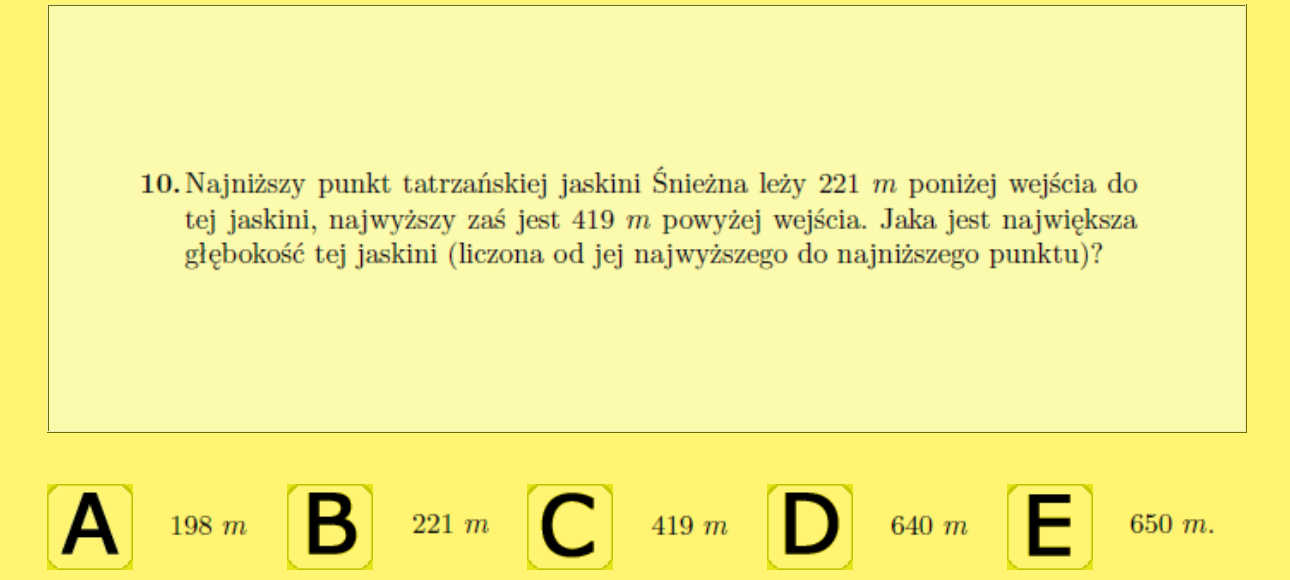 10. Najniższy punkt tatrzańskiej jaskini Śnieżna leży 221 m poniżej wejścia do
tej jaskini, najwyższy zaś jest 419 m powyżej wejścia. Jaka jest największa
głębokość tej jaskini (liczona od jej najwyższego do najniższego punktu)?
A 198 m B 221 m C 419 m D 640 m E 650 m.